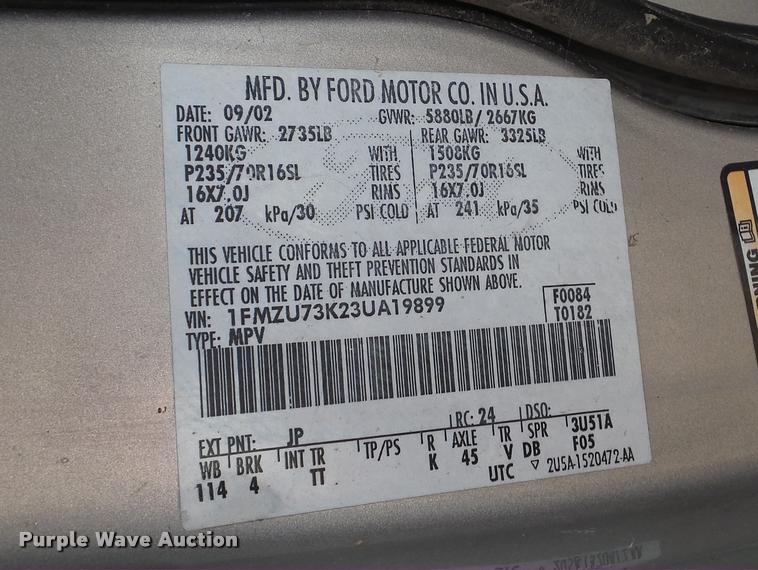 MFD. BY FORD MOTOR CO. IN U.S.A.
DATE: 09/02 GVWR: 5880LB/ 2667KG
FRONT GAWR: 2735LB REAR GAWR: 3325LB
1240KG WITH 1508KG WITH
P235/70R16SL TIRES P235/70R16SL TIRES
16X7.0J RIMS 16X7.0J RIMS
AT 207 kPa/30 PSI COLD AT 241 kPa/35 PSI COLD
THIS VEHICLE CONFORMS TO ALL APPLICABLE FEDERAL MOTOR
VEHICLE SAFETY AND THEFT PREVENTION STANDARDS IN
EFFECT ON THE DATE OF MANUFACTURE SHOWN ABOVE.
VIN: 1FMZU73K23UA19899 F0084
TYPE: MPV T0182
EXT PNT: JP RC: 24 DSO:
WB BRK INT TR TP/PS R AXLE TR SPR 3U51A
114 4 TT K 45 V DB F05
UTC ▽ 2U5A-1520472-AA
WARNING
Purple Wave Auction